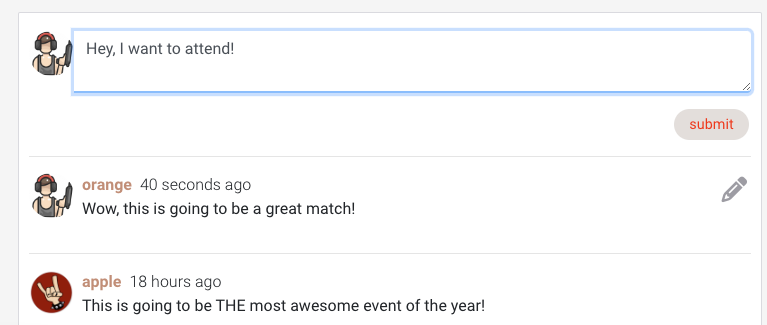 Hey, I want to attend!
submit
orange 40 seconds ago
Wow, this is going to be a great match!
apple 18 hours ago
This is going to be THE most awesome event of the year!